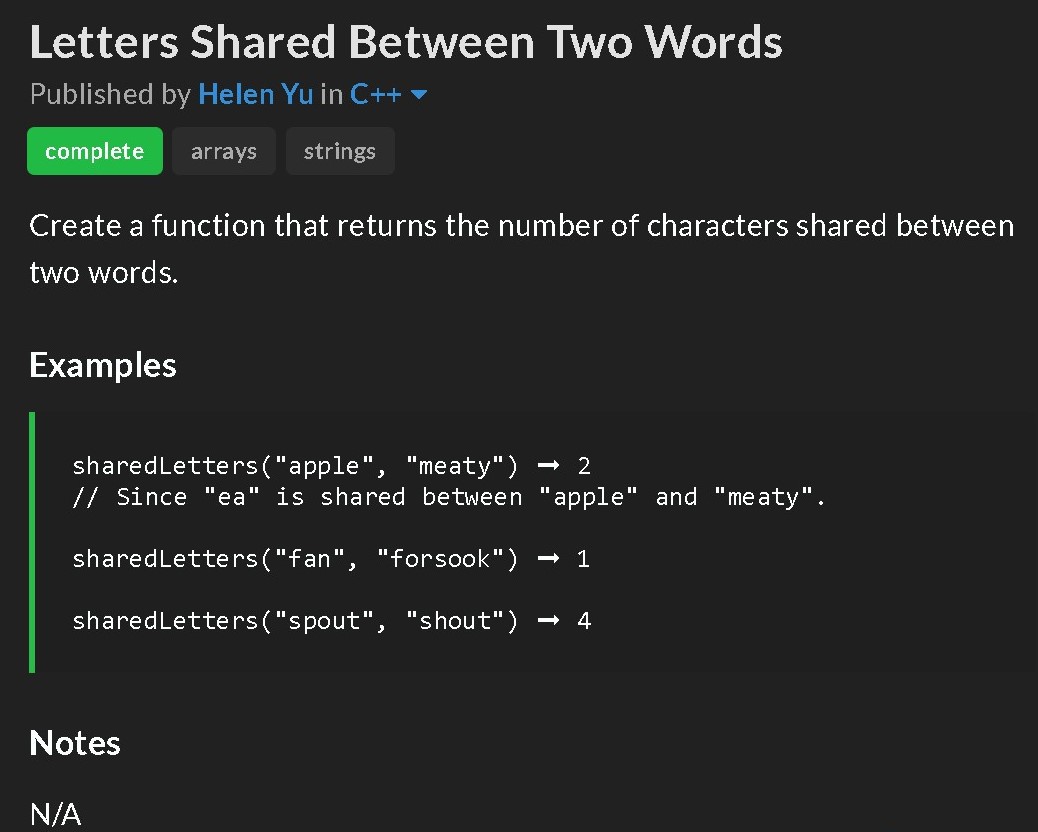 Letters Shared Between Two Words
Published by Helen Yu in C++
complete arrays strings
Create a function that returns the number of characters shared between
two words.
Examples
sharedLetters("apple", "meaty") ➞ 2
// Since "ea" is shared between "apple" and "meaty".
sharedLetters("fan", "forsook") ➞ 1
sharedLetters("spout", "shout") ➞ 4
Notes
N/A